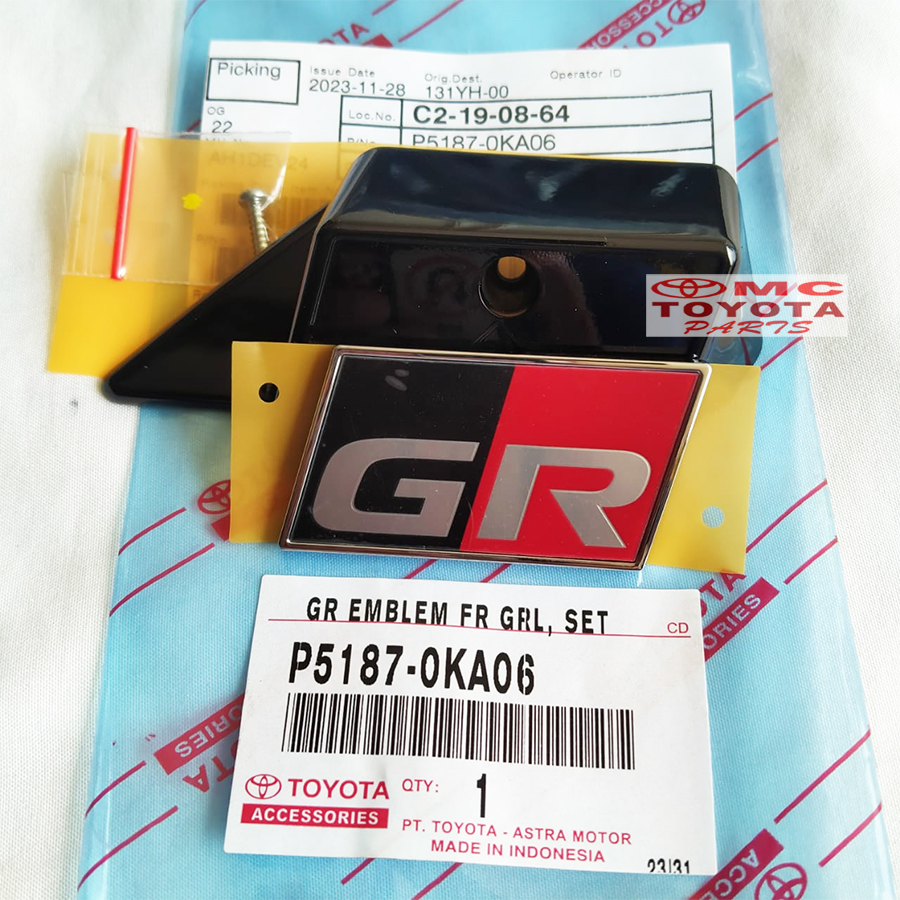 Picking
Issue Date
2023-11-28
Orig.Dest.
131YH-00
Operator ID
OG
22
Loc.No.
C2-19-08-64
P5187-0KA06
MC
TOYOTA
PARTS
GR
GR EMBLEM FR GRL, SET
CD
P5187-0KA06
TOYOTA
ACCESSORIES
QTY: 1
PT. TOYOTA - ASTRA MOTOR
MADE IN INDONESIA
23/31
TOYOTA
ACCESSORIES
TOYOTA
ACCESSORIES